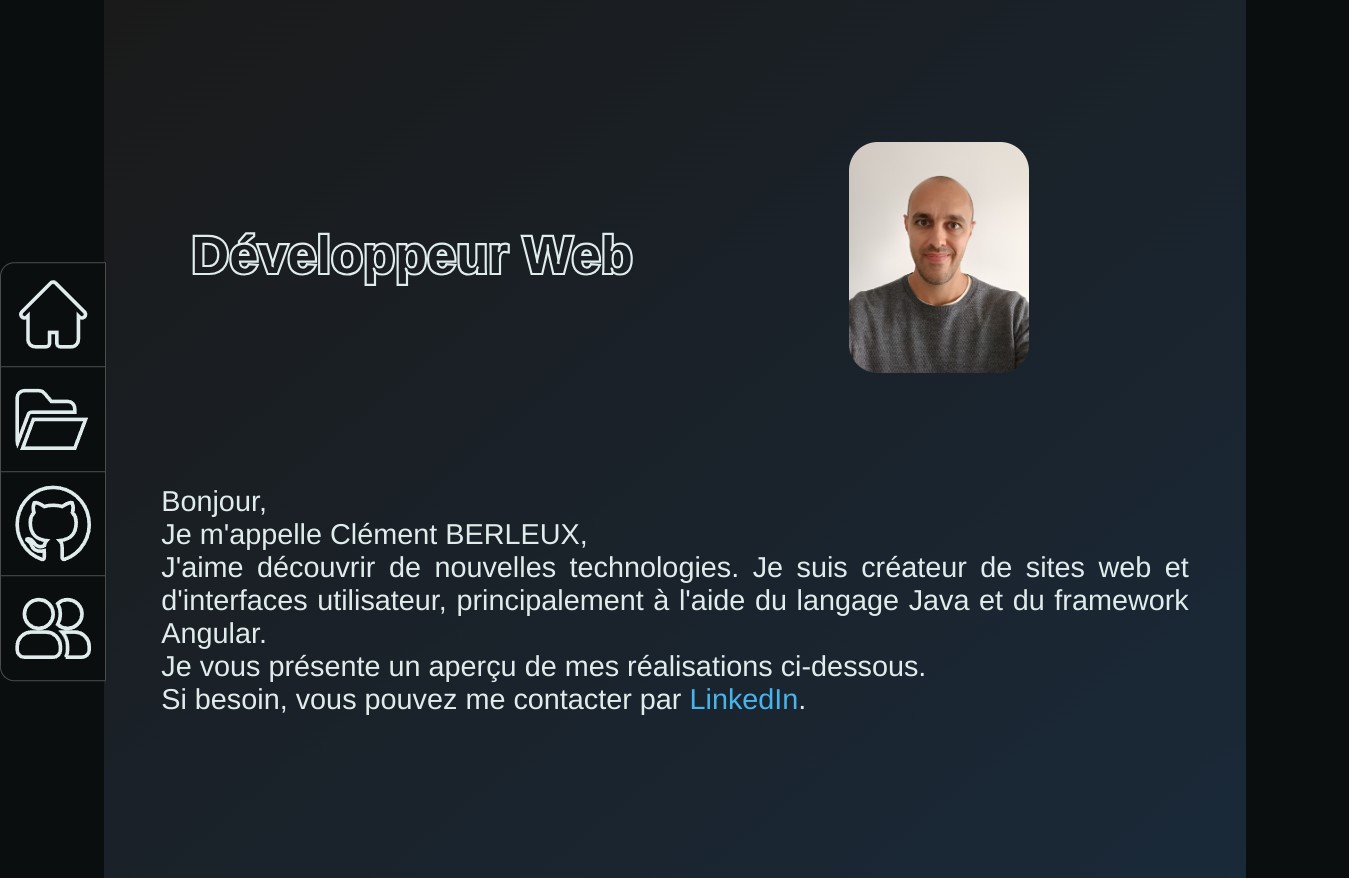 Développeur Web
Bonjour,
Je m'appelle Clément BERLEUX,
J'aime découvrir de nouvelles technologies. Je suis créateur de sites web et
d'interfaces utilisateur, principalement à l'aide du langage Java et du framework
Angular.
Je vous présente un aperçu de mes réalisations ci-dessous.
Si besoin, vous pouvez me contacter par LinkedIn.